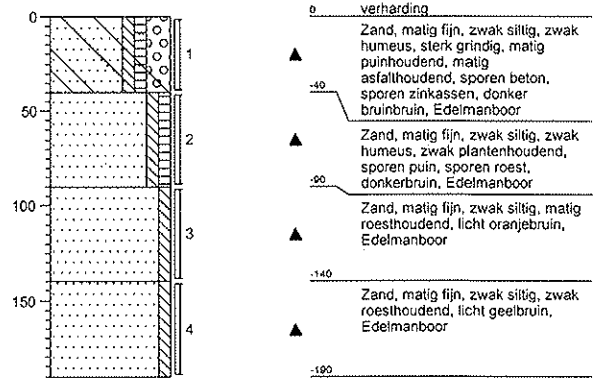 0
50
100
150
1
2
3
4
0 verharding
Zand, matig fijn, zwak siltig, zwak
humeus, sterk grindig, matig
puinhoudend, matig
asfalthoudend, sporen beton,
sporen zinkassen, donker
bruinbruin, Edelmanboor
-40
Zand, matig fijn, zwak siltig, zwak
humeus, zwak plantenhoudend,
sporen puin, sporen roest,
donkerbruin, Edelmanboor
-90
Zand, matig fijn, zwak siltig, matig
roesthoudend, licht oranjebruin,
Edelmanboor
-140
Zand, matig fijn, zwak siltig, zwak
roesthoudend, licht geelbruin,
Edelmanboor
-190